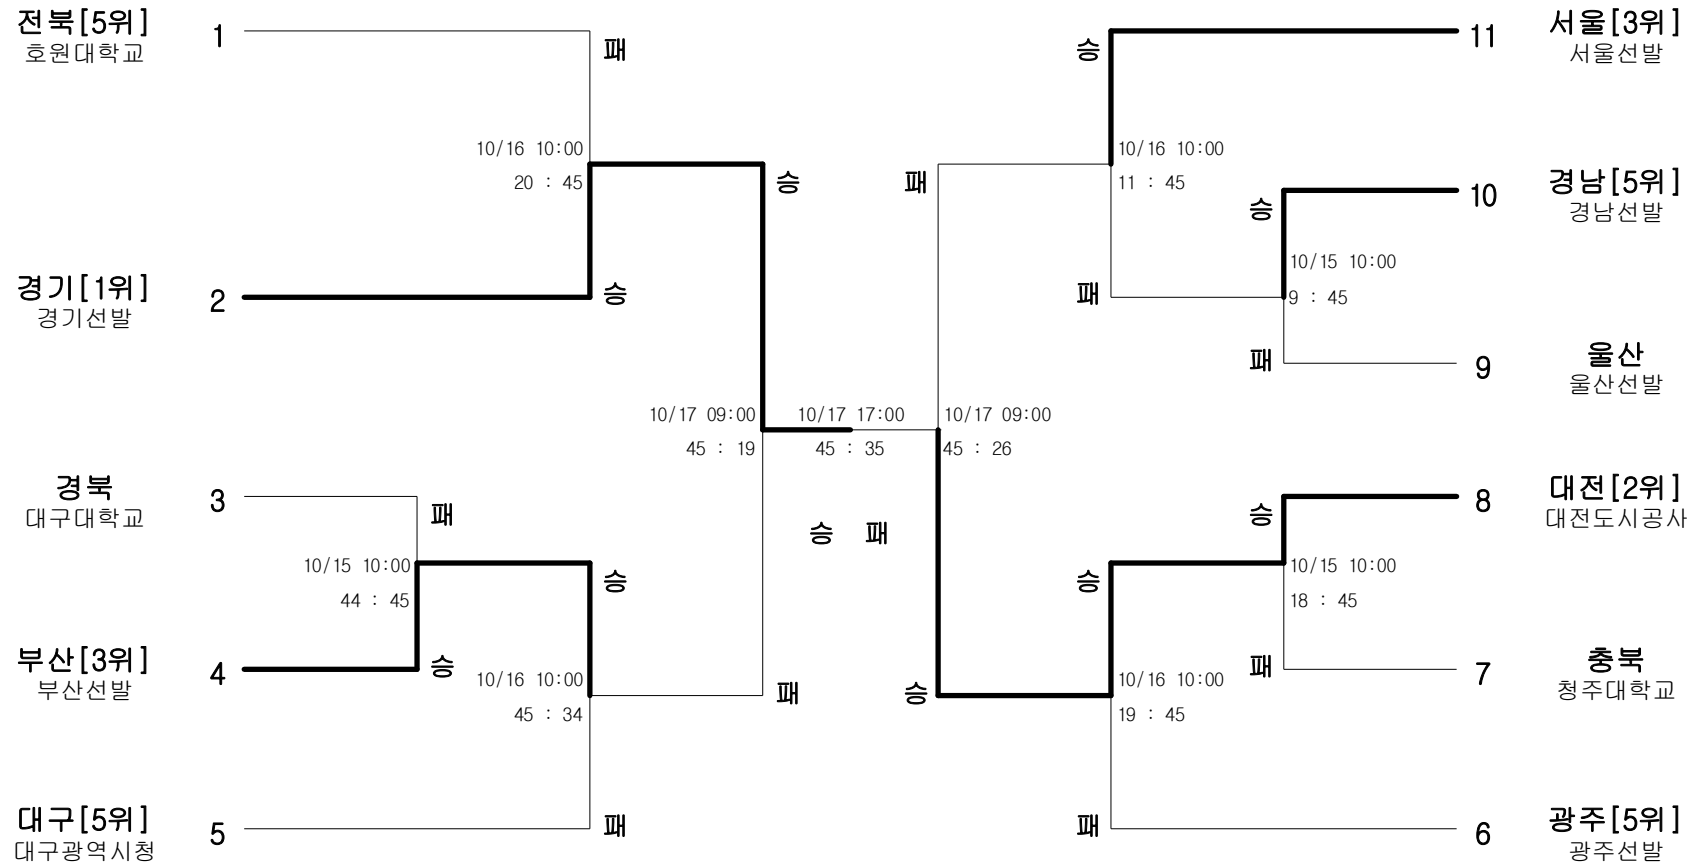 전북[5위]
호원대학교
1
패
10/16 10:00
20 : 45
승
경기[1위]
경기선발
2
승
10/17 09:00
45 : 19
경북
대구대학교
3
패
10/15 10:00
44 : 45
승
부산[3위]
부산선발
4
승
10/16 10:00
45 : 34
패
대구[5위]
대구광역시청
5
패
10/17 17:00
45 : 35
승 패
서울[3위]
서울선발
11
승
10/16 10:00
11 : 45
패
경남[5위]
경남선발
10
승
10/15 10:00
9 : 45
패
패
울산
울산선발
9
10/17 09:00
45 : 26
대전[2위]
대전도시공사
8
승
10/15 10:00
18 : 45
승
충북
청주대학교
7
패
10/16 10:00
19 : 45
승
광주[5위]
광주선발
6
패